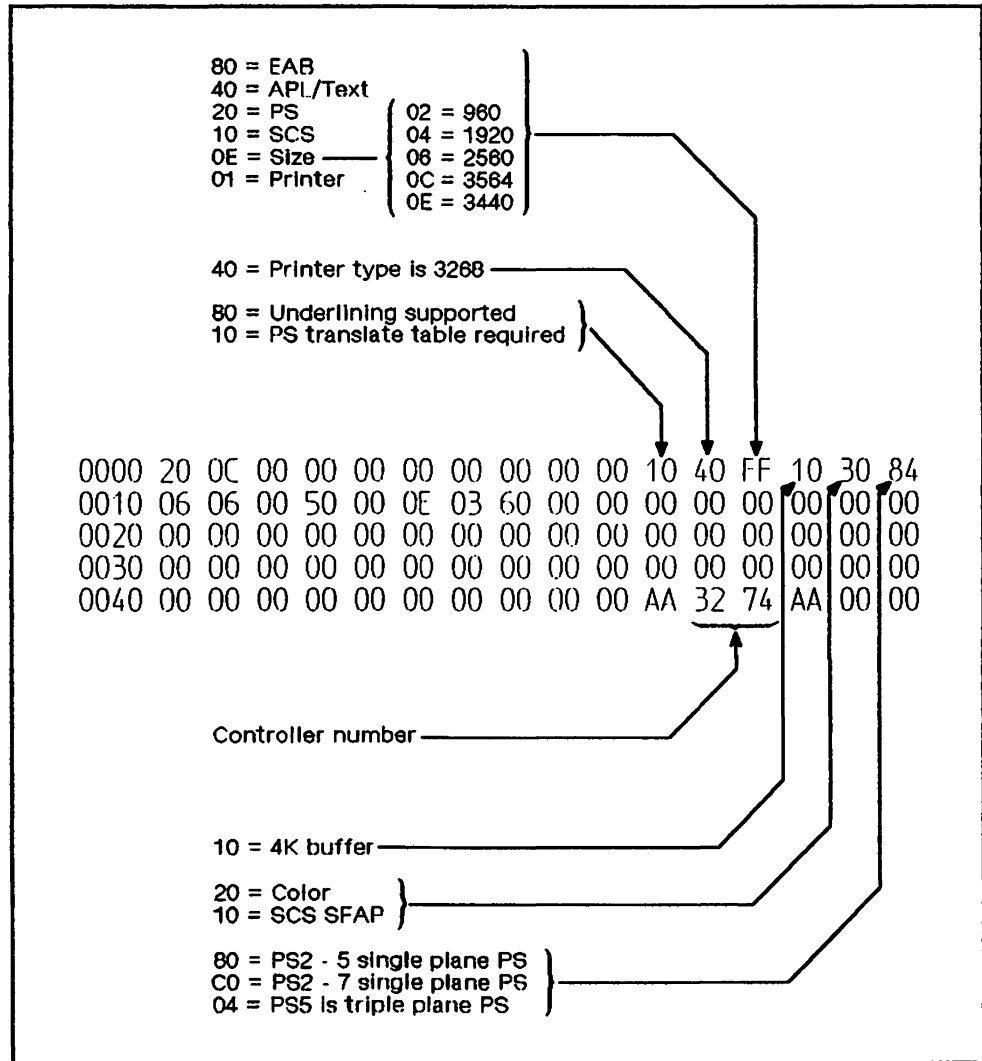 80 = EAB
40 = APL/Text
20 = PS
10 = SCS
0E = Size
01 = Printer
02 = 960
04 = 1920
06 = 2560
0C = 3564
0E = 3440
40 = Printer type is 3268
80 = Underlining supported
10 = PS translate table required
0000 20 0C 00 00 00 00 00 00 00 00 10 40 FF 10 30 84
0010 06 06 00 50 00 0E 03 60 00 00 00 00 00 00 00 00
0020 00 00 00 00 00 00 00 00 00 00 00 00 00 00 00 00
0030 00 00 00 00 00 00 00 00 00 00 00 00 00 00 00 00
0040 00 00 00 00 00 00 00 00 00 00 AA 32 74 AA 00 00
Controller number
10 = 4K buffer
20 = Color
10 = SCS SFAP
80 = PS2 - 5 single plane PS
C0 = PS2 - 7 single plane PS
04 = PS5 is triple plane PS